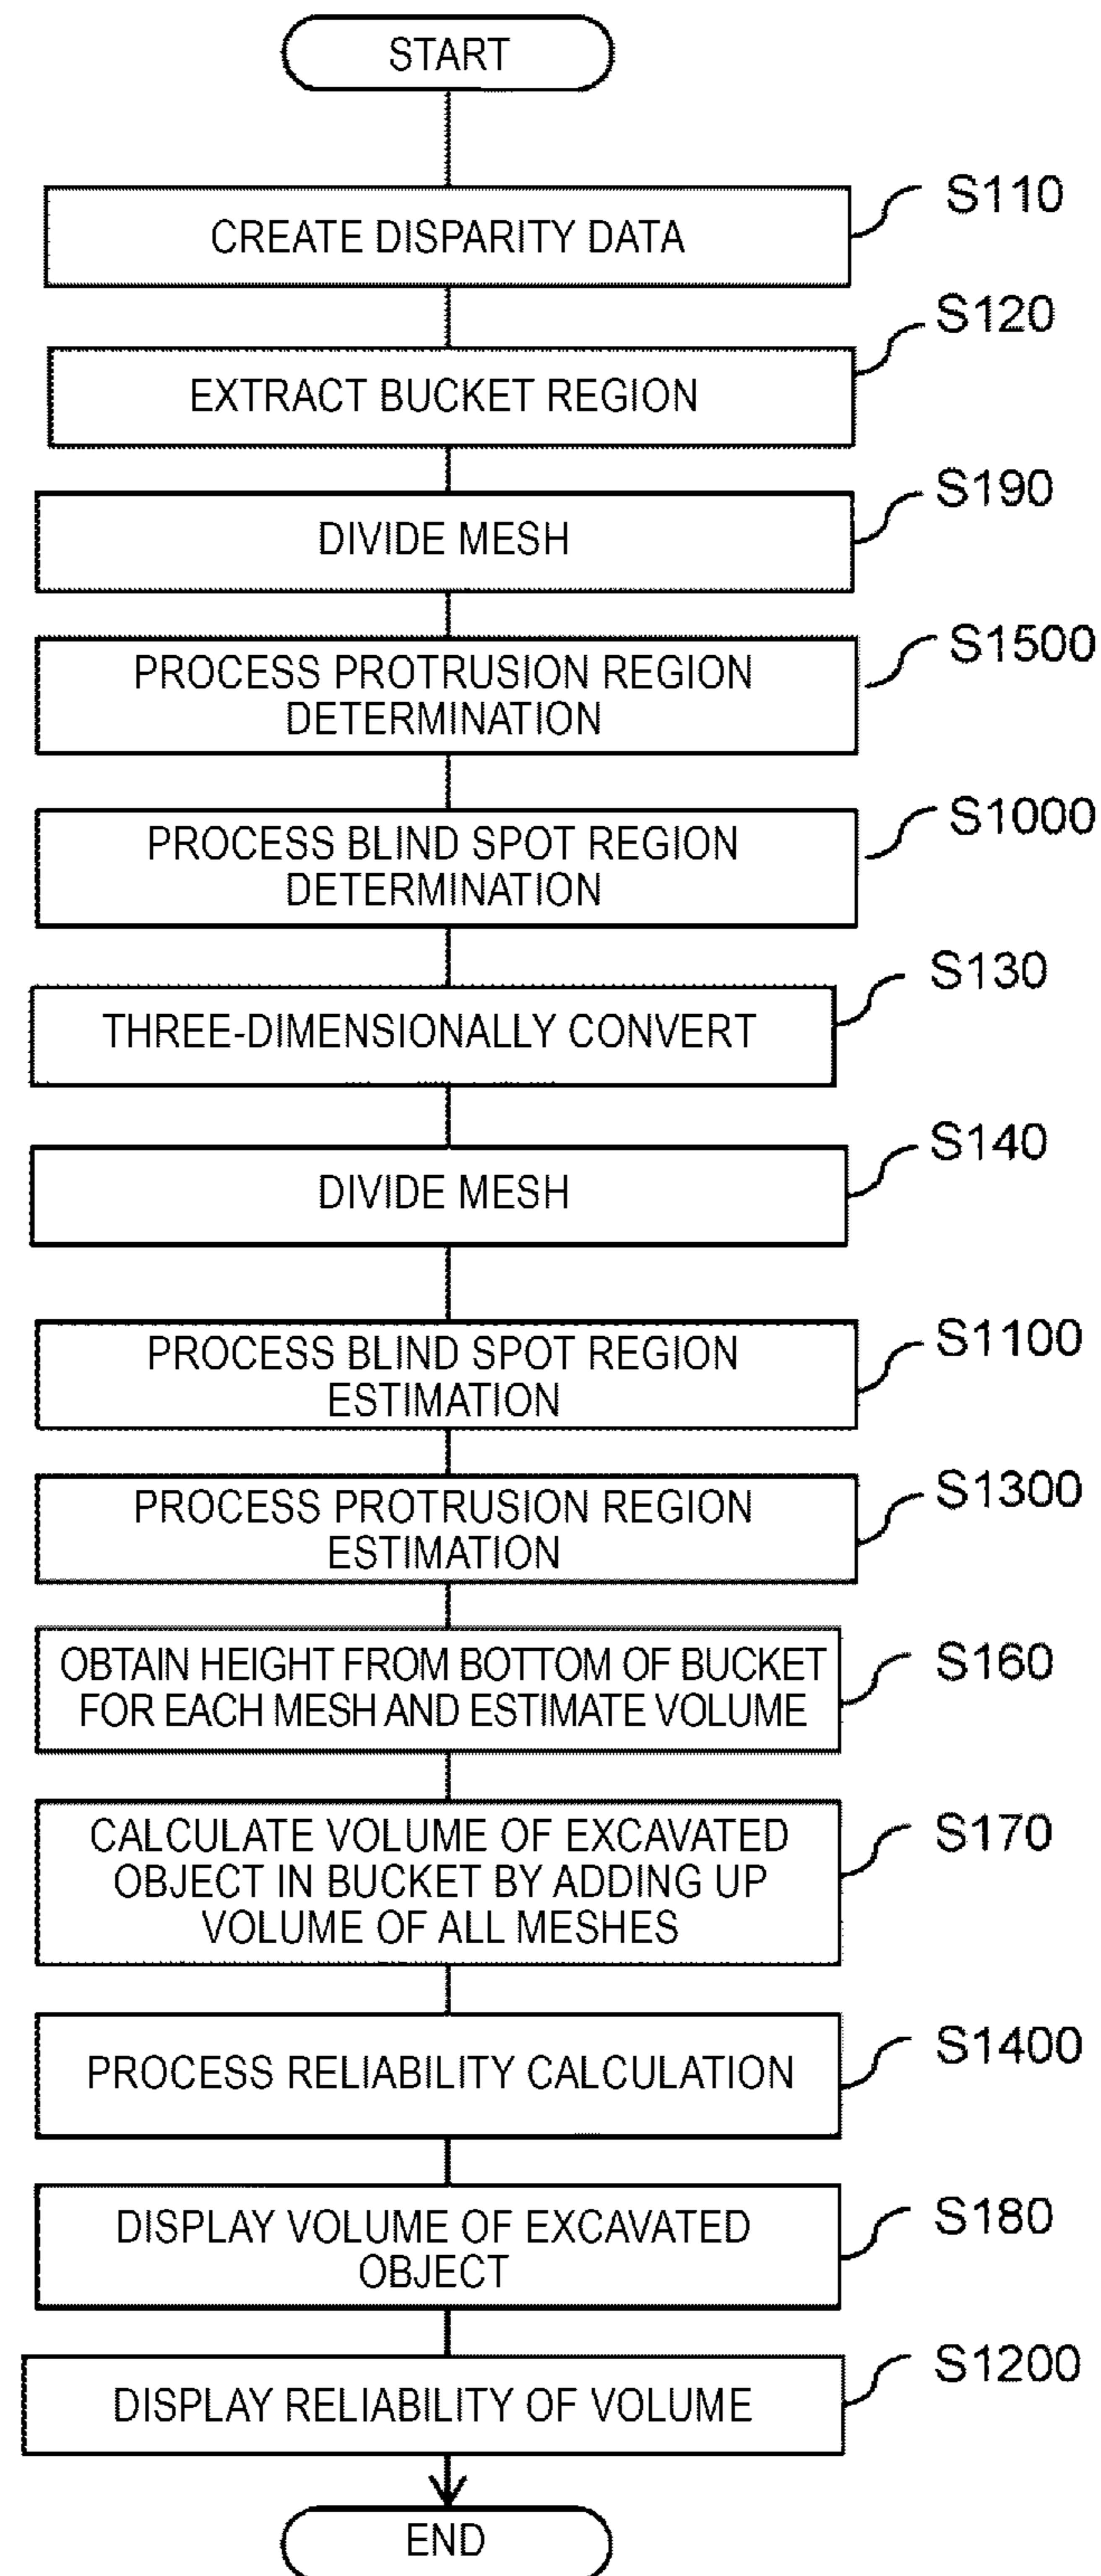 START
CREATE DISPARITY DATA
S110
EXTRACT BUCKET REGION
S120
DIVIDE MESH
S190
PROCESS PROTRUSION REGION
DETERMINATION
S1500
PROCESS BLIND SPOT REGION
DETERMINATION
S1000
THREE-DIMENSIONALLY CONVERT
S130
DIVIDE MESH
S140
PROCESS BLIND SPOT REGION
ESTIMATION
S1100
PROCESS PROTRUSION REGION
ESTIMATION
S1300
OBTAIN HEIGHT FROM BOTTOM OF BUCKET
FOR EACH MESH AND ESTIMATE VOLUME
S160
CALCULATE VOLUME OF EXCAVATED
OBJECT IN BUCKET BY ADDING UP
VOLUME OF ALL MESHES
S170
PROCESS RELIABILITY CALCULATION
S1400
DISPLAY VOLUME OF EXCAVATED
OBJECT
S180
DISPLAY RELIABILITY OF VOLUME
S1200
END